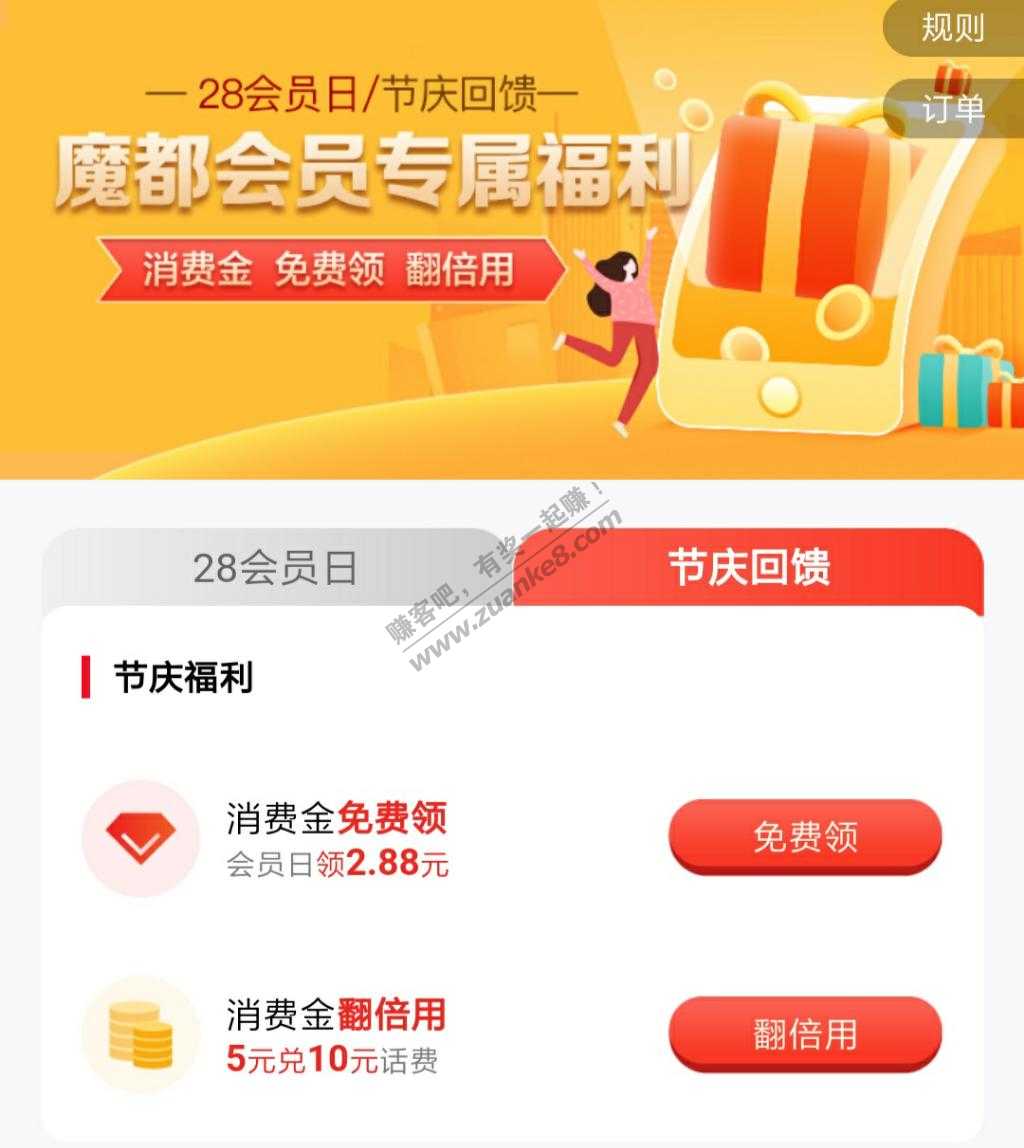 规则
— 28会员日/节庆回馈 —
订单
魔都会员专属福利
消费金 免费领 翻倍用
28会员日
节庆回馈
赚客吧，有奖一起赚！
www.zuanke8.com
节庆福利
消费金免费领
会员日领2.88元
免费领
消费金翻倍用
5元兑10元话费
翻倍用